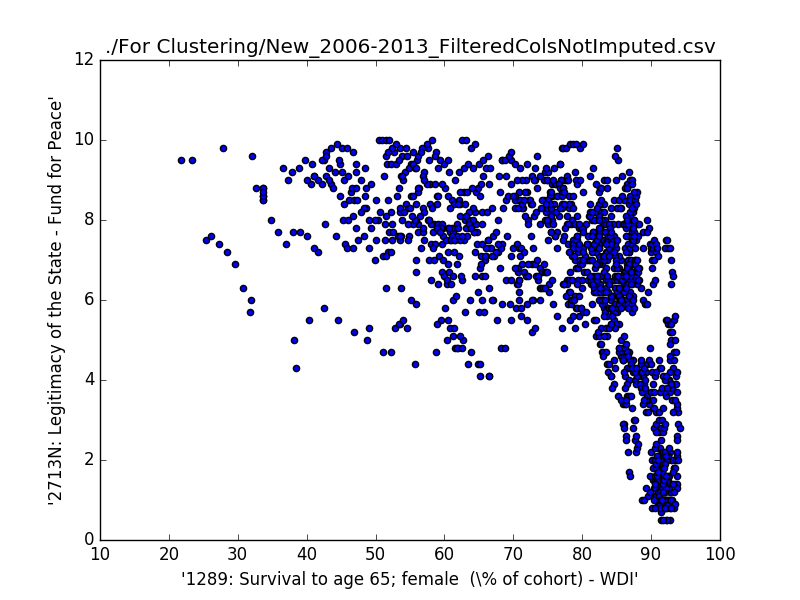 ./For Clustering/New_2006-2013_FilteredColsNotImputed.csv
12
10
8
6
4
2
0
'2713N: Legitimacy of the State - Fund for Peace'
10 20 30 40 50 60 70 80 90 100
'1289: Survival to age 65; female  (\% of cohort) - WDI'